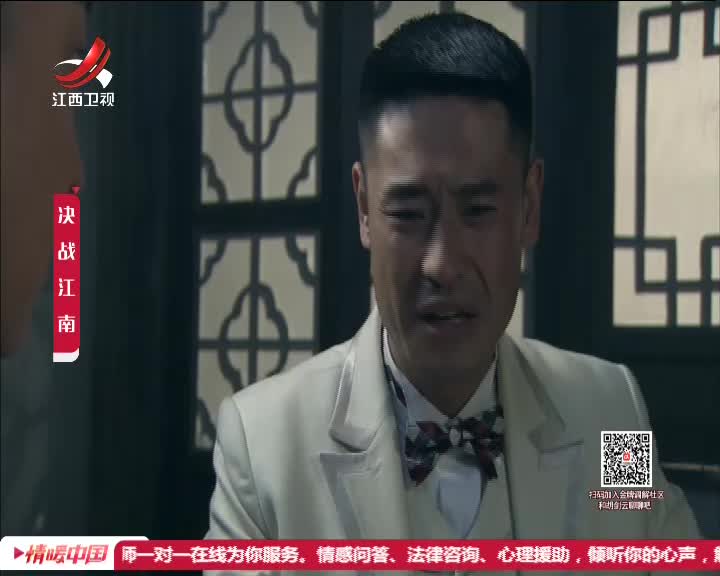 江西卫视
决战江南
扫码加入金牌调解社区
和胡剑云聊聊吧
情暖中国
师一对一在线为你服务。情感问答、法律咨询、心理援助，倾听你的心声，